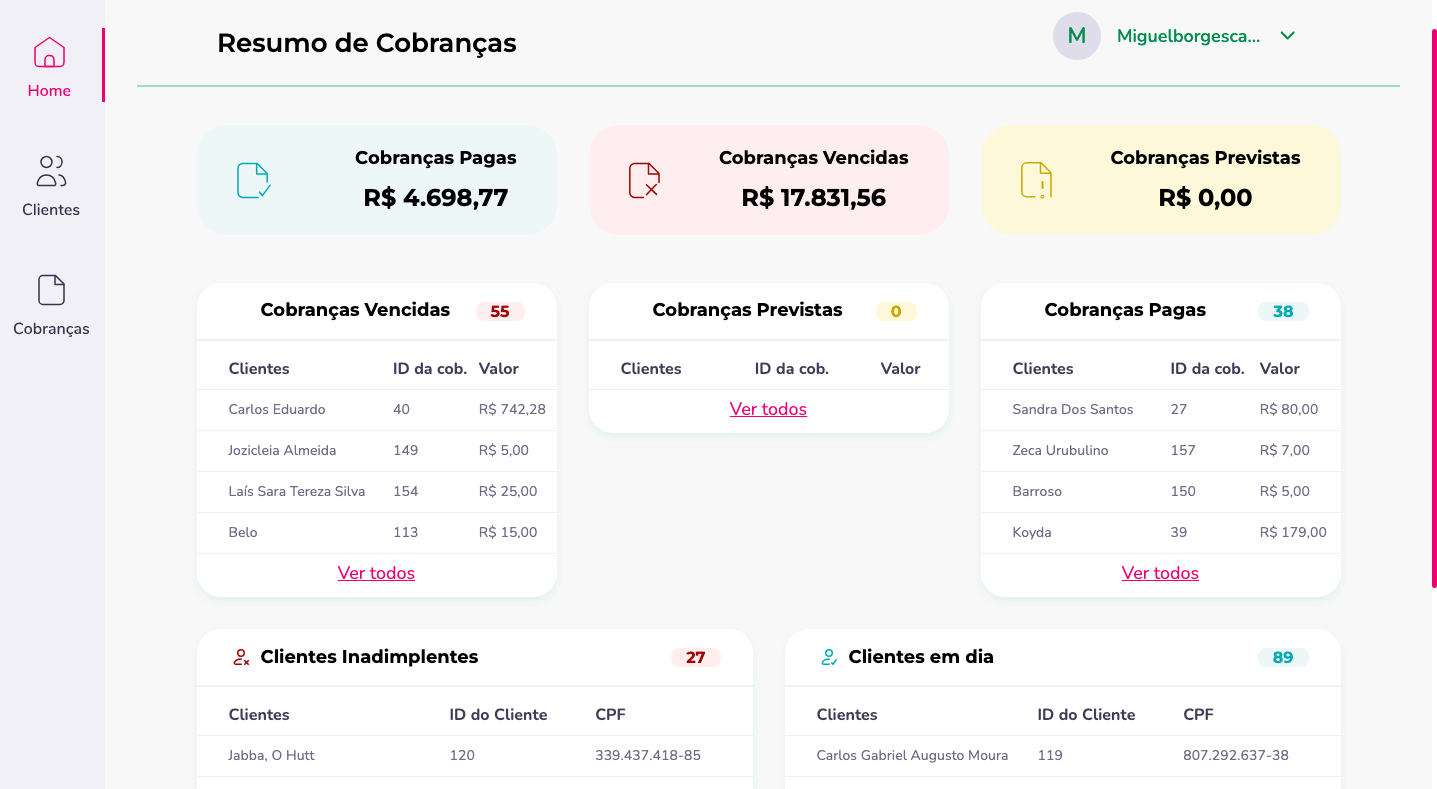 Resumo de Cobranças
M
Miguelborgesca...
Home
Clientes
Cobranças
Cobranças Pagas
R$ 4.698,77
Cobranças Vencidas
R$ 17.831,56
Cobranças Previstas
R$ 0,00
Cobranças Vencidas 55
Clientes ID da cob. Valor
Carlos Eduardo 40 R$ 742,28
Jozicleia Almeida 149 R$ 5,00
Laís Sara Tereza Silva 154 R$ 25,00
Belo 113 R$ 15,00
Ver todos
Cobranças Previstas 0
Clientes ID da cob. Valor
Ver todos
Cobranças Pagas 38
Clientes ID da cob. Valor
Sandra Dos Santos 27 R$ 80,00
Zeca Urubulino 157 R$ 7,00
Barroso 150 R$ 5,00
Koyda 39 R$ 179,00
Ver todos
Clientes Inadimplentes 27
Clientes ID do Cliente CPF
Jabba, O Hutt 120 339.437.418-85
Clientes em dia 89
Clientes ID do Cliente CPF
Carlos Gabriel Augusto Moura 119 807.292.637-38